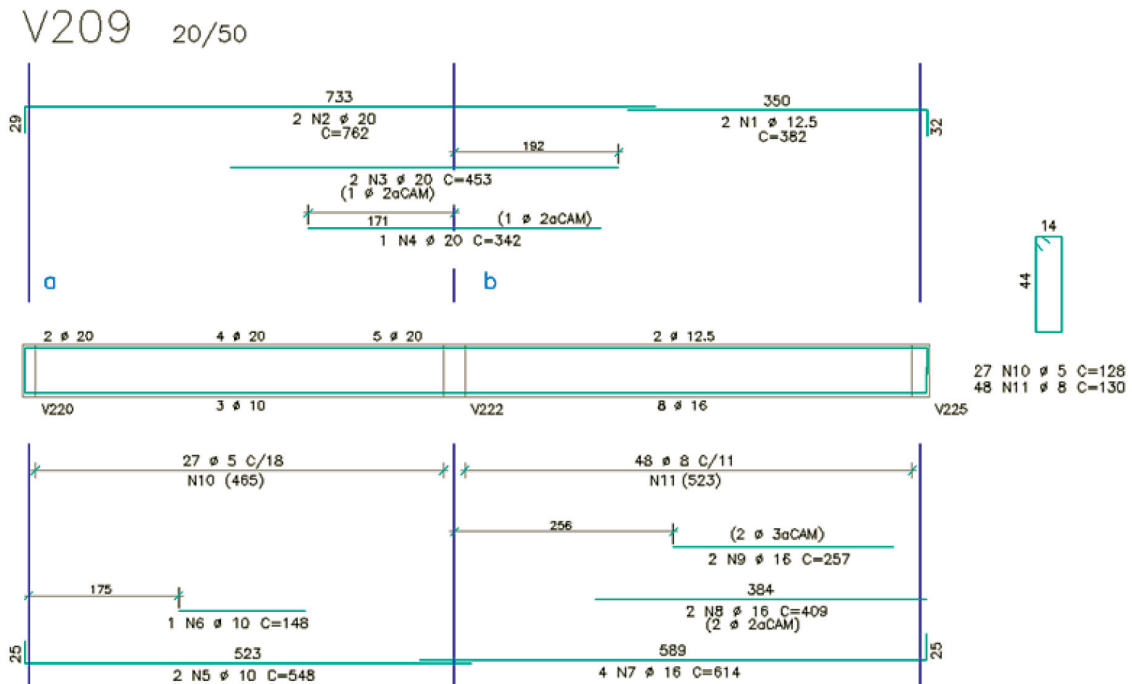 V209 20/50
733
350
29
2 N2 ø 20
C=762
2 N1 ø 12.5
C=382
32
192
2 N3 ø 20 C=453
(1 ø 2aCAM)
171
(1 ø 2aCAM)
1 N4 ø 20 C=342
14
44
a
b
2 ø 20
4 ø 20
5 ø 20
2 ø 12.5
27 N10 ø 5 C=128
48 N11 ø 8 C=130
V220
3 ø 10
V222
8 ø 16
V225
27 ø 5 C/18
N10 (465)
48 ø 8 C/11
N11 (523)
256
(2 ø 3aCAM)
2 N9 ø 16 C=257
175
384
1 N6 ø 10 C=148
2 N8 ø 16 C=409
(2 ø 2aCAM)
25
523
2 N5 ø 10 C=548
589
4 N7 ø 16 C=614
25